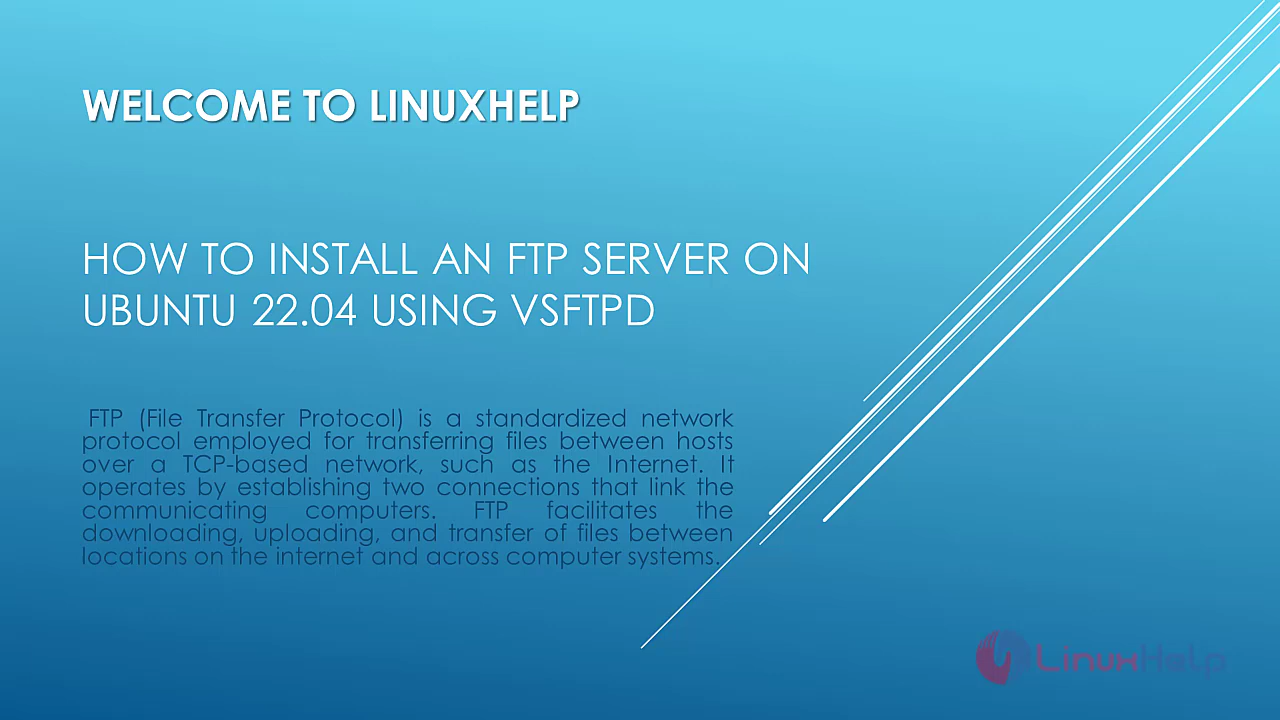 WELCOME TO LINUXHELP
HOW TO INSTALL AN FTP SERVER ON
UBUNTU 22.04 USING VSFTPD
FTP (File Transfer Protocol) is a standardized network
protocol employed for transferring files between hosts
over a TCP-based network, such as the Internet. It
operates by establishing two connections that link the
communicating computers. FTP facilitates the
downloading, uploading, and transfer of files between
locations on the internet and across computer systems.
LinuxHelp